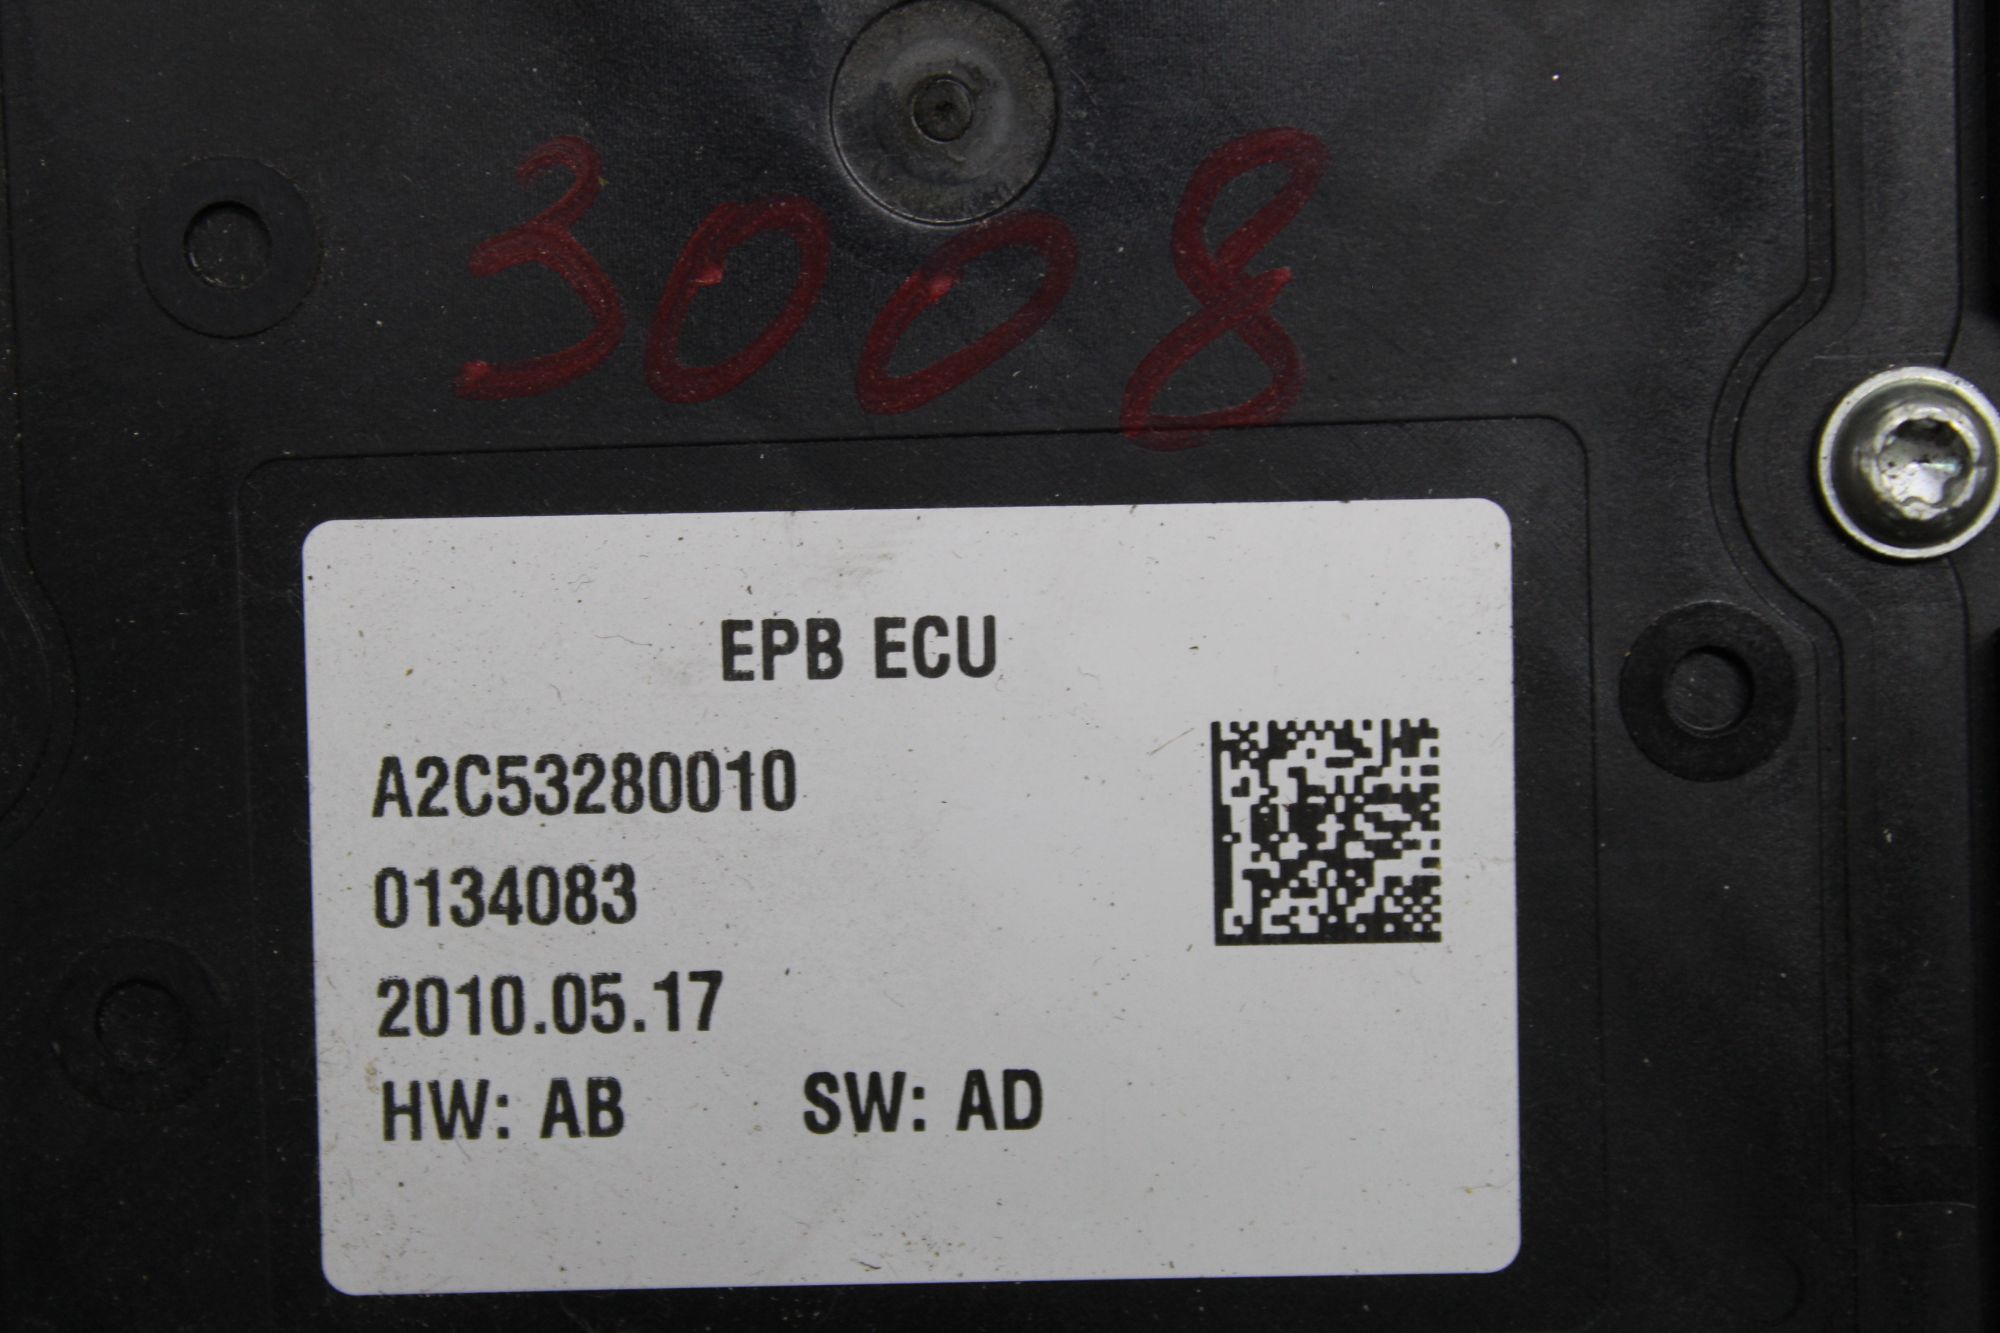 3008
EPB ECU
A2C53280010
0134083
2010.05.17
HW: AB SW: AD